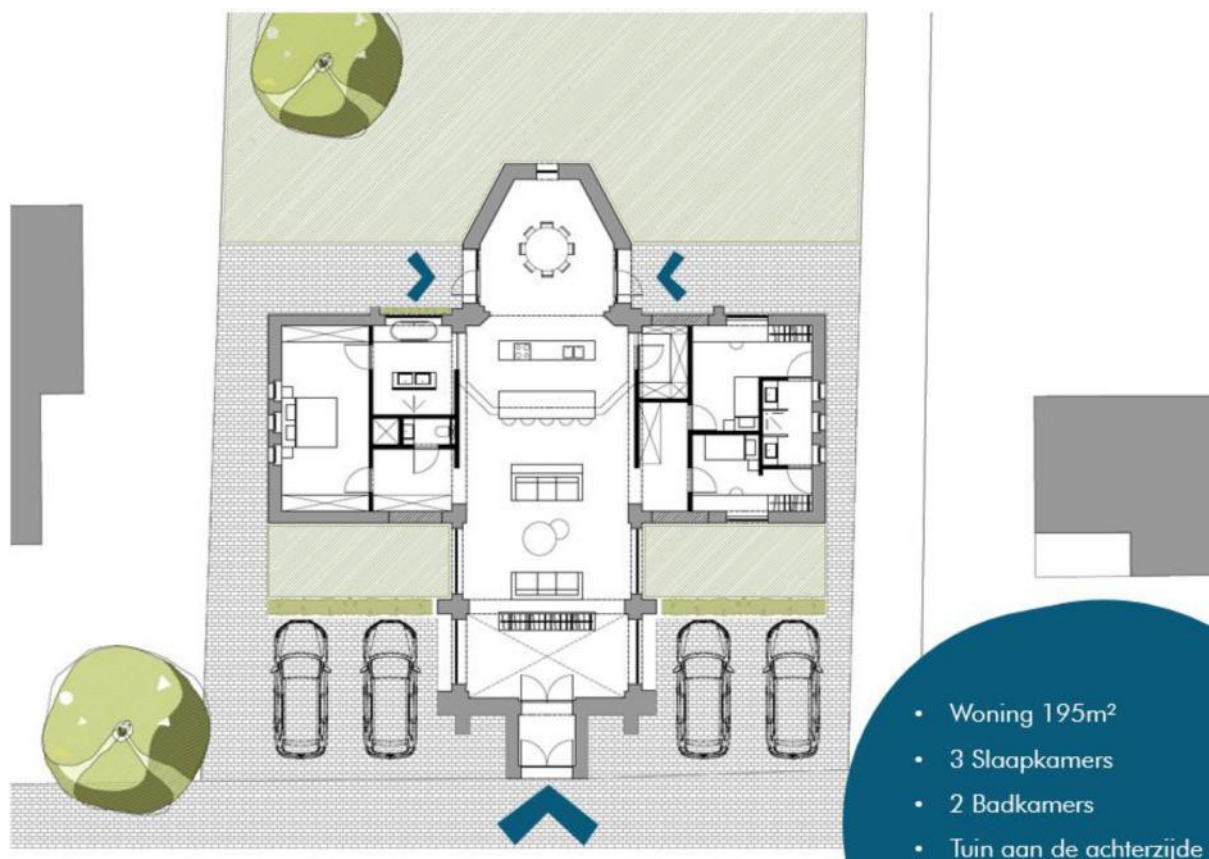 • Woning 195m²
• 3 Slaapkamers
• 2 Badkamers
• Tuin aan de achterzijde